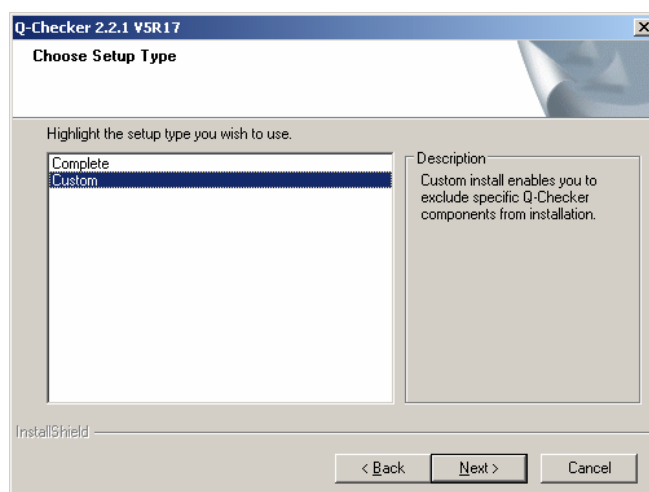 Q-Checker 2.2.1 V5R17
Choose Setup Type
Highlight the setup type you wish to use.
Complete
Custom
Description
Custom install enables you to
exclude specific Q-Checker
components from installation.
InstallShield
< Back
Next >
Cancel